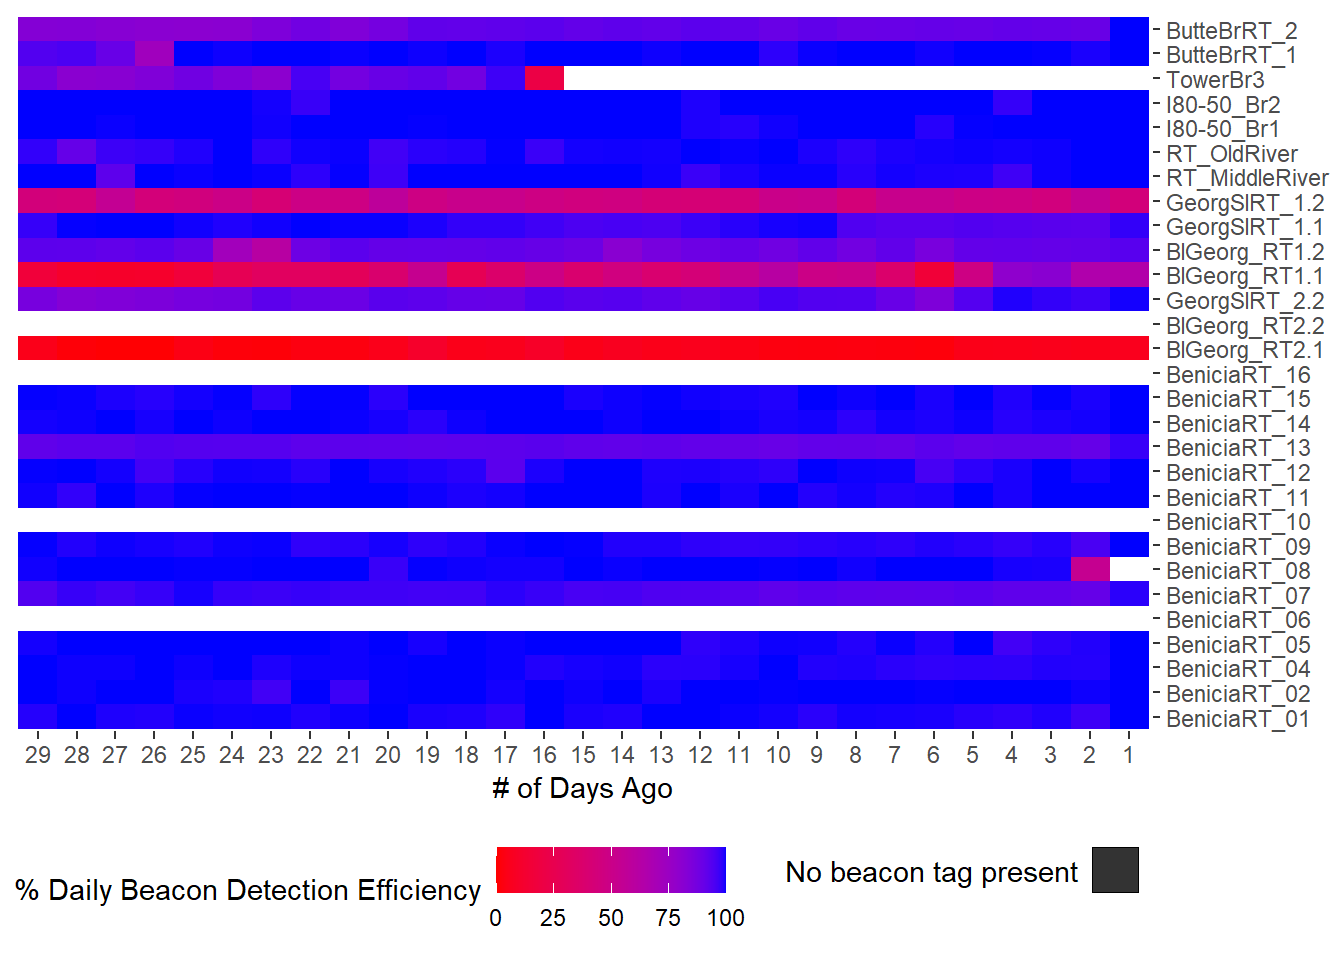 ButteBrRT_2
ButteBrRT_1
TowerBr3
I80-50_Br2
I80-50_Br1
RT_OldRiver
RT_MiddleRiver
GeorgSlRT_1.2
GeorgSlRT_1.1
BlGeorg_RT1.2
BlGeorg_RT1.1
GeorgSlRT_2.2
BlGeorg_RT2.2
BlGeorg_RT2.1
BeniciaRT_16
BeniciaRT_15
BeniciaRT_14
BeniciaRT_13
BeniciaRT_12
BeniciaRT_11
BeniciaRT_10
BeniciaRT_09
BeniciaRT_08
BeniciaRT_07
BeniciaRT_06
BeniciaRT_05
BeniciaRT_04
BeniciaRT_02
BeniciaRT_01
29 28 27 26 25 24 23 22 21 20 19 18 17 16 15 14 13 12 11 10 9 8 7 6 5 4 3 2 1
# of Days Ago
% Daily Beacon Detection Efficiency
0 25 50 75 100
No beacon tag present